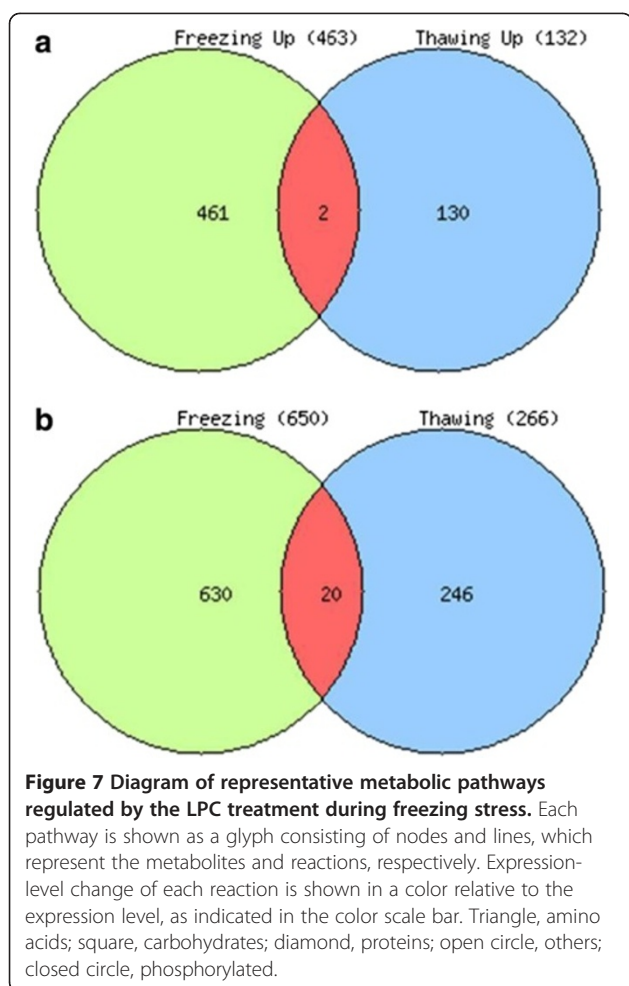 a
Freezing Up (463) Thawing Up (132)
461 2 130
b
Freezing (650) Thawing (266)
630 20 246
Figure 7 Diagram of representative metabolic pathways
regulated by the LPC treatment during freezing stress. Each
pathway is shown as a glyph consisting of nodes and lines, which
represent the metabolites and reactions, respectively. Expression-
level change of each reaction is shown in a color relative to the
expression level, as indicated in the color scale bar. Triangle, amino
acids; square, carbohydrates; diamond, proteins; open circle, others;
closed circle, phosphorylated.